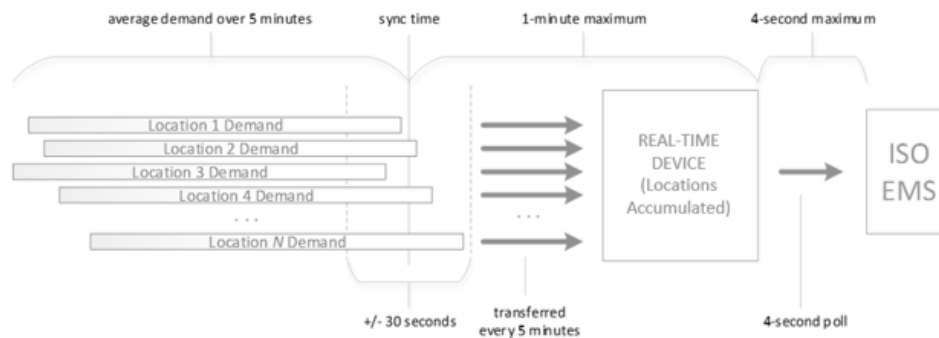 average demand over 5 minutes
sync time
1-minute maximum
4-second maximum
Location 1 Demand
Location 2 Demand
Location 3 Demand
Location 4 Demand
. . .
Location N Demand
. . .
REAL-TIME
DEVICE
(Locations
Accumulated)
ISO
EMS
+/- 30 seconds
transferred
every 5 minutes
4-second poll